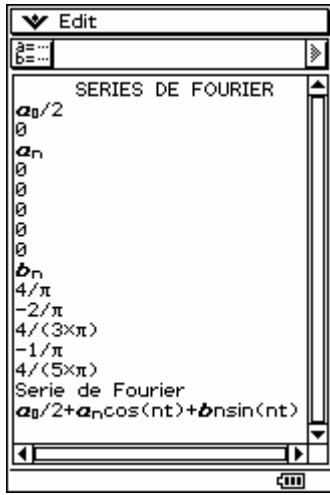 Edit
a=
b=
SERIES DE FOURIER
a₀/2
0
aₙ
0
0
0
0
0
bₙ
4/π
-2/π
4/(3×π)
-1/π
4/(5×π)
Serie de Fourier
a₀/2+aₙcos(nt)+bnsin(nt)